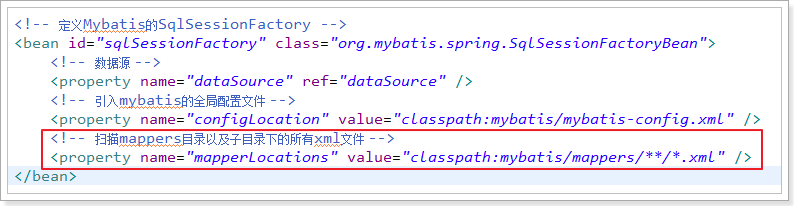 <!-- 定义Mybatis的SqlSessionFactory -->
<bean id="sqlSessionFactory" class="org.mybatis.spring.SqlSessionFactoryBean">
<!-- 数据源 -->
<property name="dataSource" ref="dataSource" />
<!-- 引入mybatis的全局配置文件 -->
<property name="configLocation" value="classpath:mybatis/mybatis-config.xml" />
<!-- 扫描mappers目录以及子目录下的所有xml文件 -->
<property name="mapperLocations" value="classpath:mybatis/mappers/**/*.xml" />
</bean>